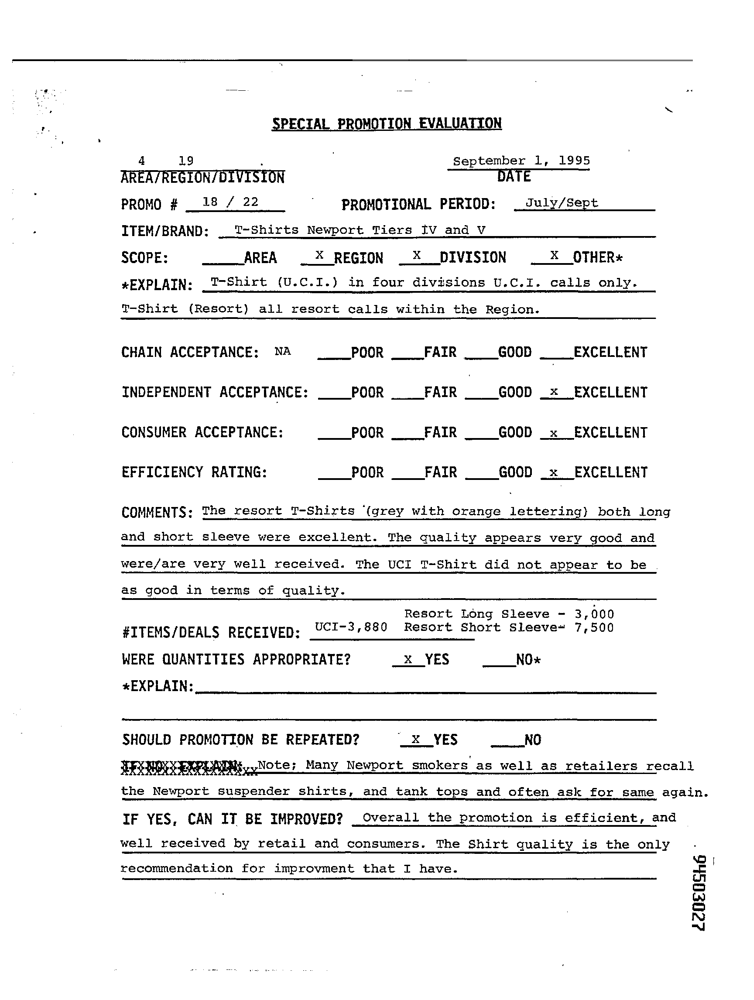 SPECIAL PROMOTION EVALUATION
4 19 September 1, 1995
AREA/REGION/DIVISION DATE
PROMO # 18 / 22 PROMOTIONAL PERIOD: July/Sept
ITEM/BRAND: T-Shirts Newport Tiers IV and V
SCOPE: ____AREA X REGION X DIVISION X OTHER*
*EXPLAIN: T-Shirt (U.C.I.) in four divisions U.C.I. calls only.
T-Shirt (Resort) all resort calls within the Region.
CHAIN ACCEPTANCE: NA ____POOR ____FAIR ____GOOD ____EXCELLENT
INDEPENDENT ACCEPTANCE: ____POOR ____FAIR ____GOOD x EXCELLENT
CONSUMER ACCEPTANCE: ____POOR ____FAIR ____GOOD x EXCELLENT
EFFICIENCY RATING: ____POOR ____FAIR ____GOOD x EXCELLENT
COMMENTS: The resort T-Shirts (grey with orange lettering) both long
and short sleeve were excellent. The quality appears very good and
were/are very well received. The UCI T-Shirt did not appear to be
as good in terms of quality.
Resort Long Sleeve - 3,000
#ITEMS/DEALS RECEIVED: UCI-3,880 Resort Short Sleeve- 7,500
WERE QUANTITIES APPROPRIATE? x YES ____NO*
*EXPLAIN:
SHOULD PROMOTION BE REPEATED? x YES ____NO
Note; Many Newport smokers as well as retailers recall
the Newport suspender shirts, and tank tops and often ask for same again.
IF YES, CAN IT BE IMPROVED? Overall the promotion is efficient, and
well received by retail and consumers. The Shirt quality is the only
recommendation for improvment that I have.
94503027